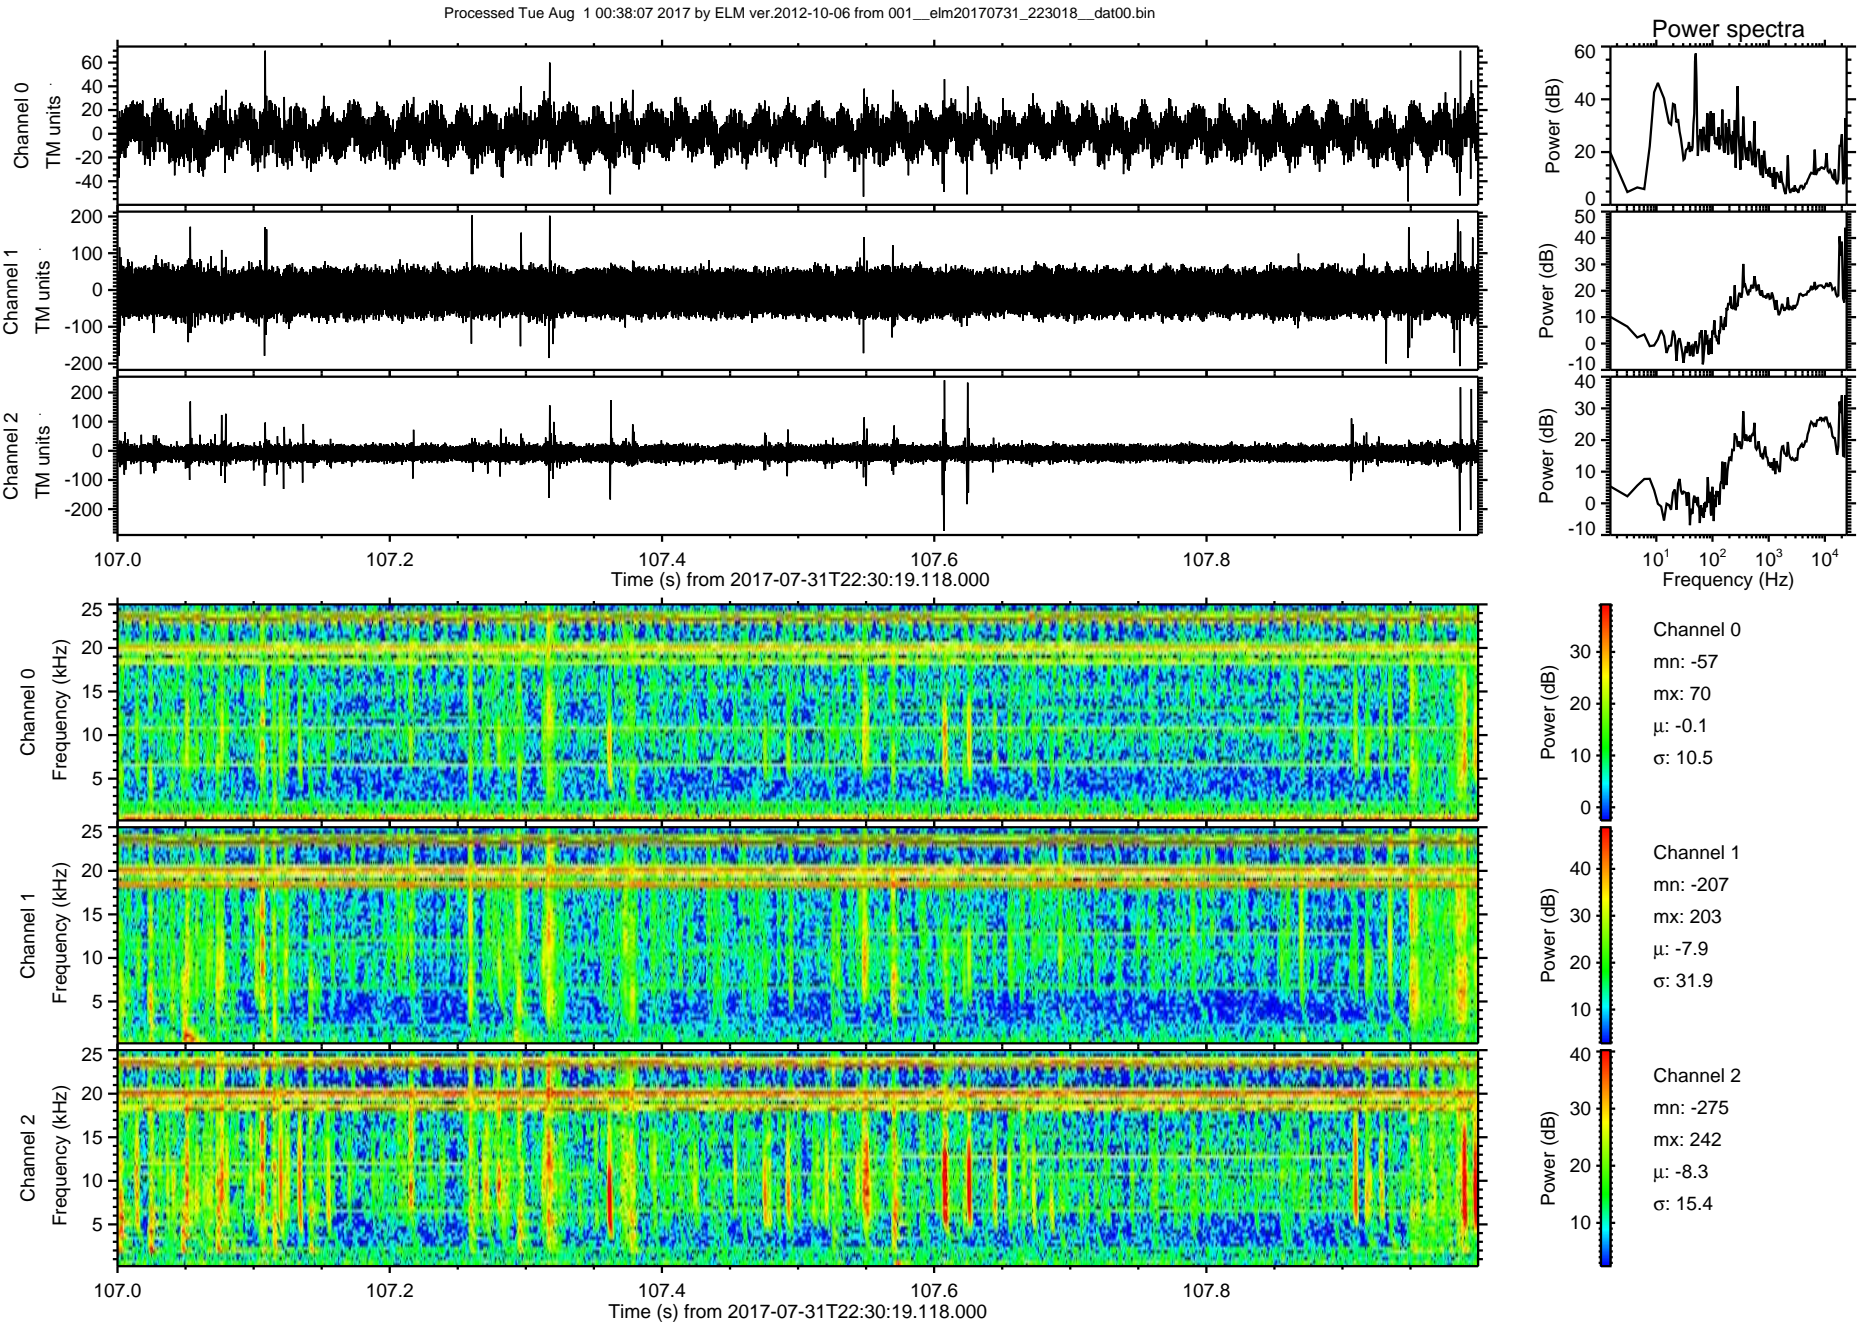 Processed Tue Aug  1 00:38:07 2017 by ELM ver.2012-10-06 from 001__elm20170731_223018__dat00.bin
Power spectra
Channel 0
TM units
60
40
20
0
-20
-40
Power (dB)
60
40
20
0
Channel 1
TM units
200
100
0
-100
-200
Power (dB)
50
40
30
20
10
0
-10
Channel 2
TM units
200
100
0
-100
-200
Power (dB)
40
30
20
10
0
-10
107.0 107.2 107.4 107.6 107.8
Time (s) from 2017-07-31T22:30:19.118.000
10^1 10^2 10^3 10^4
Frequency (Hz)
Channel 0
Frequency (kHz)
25
20
15
10
5
Power (dB)
30
20
10
0
Channel 0
mn: -57
mx: 70
μ: -0.1
σ: 10.5
Channel 1
Frequency (kHz)
25
20
15
10
5
Power (dB)
40
30
20
10
Channel 1
mn: -207
mx: 203
μ: -7.9
σ: 31.9
Channel 2
Frequency (kHz)
25
20
15
10
5
Power (dB)
40
30
20
10
Channel 2
mn: -275
mx: 242
μ: -8.3
σ: 15.4
107.0 107.2 107.4 107.6 107.8
Time (s) from 2017-07-31T22:30:19.118.000